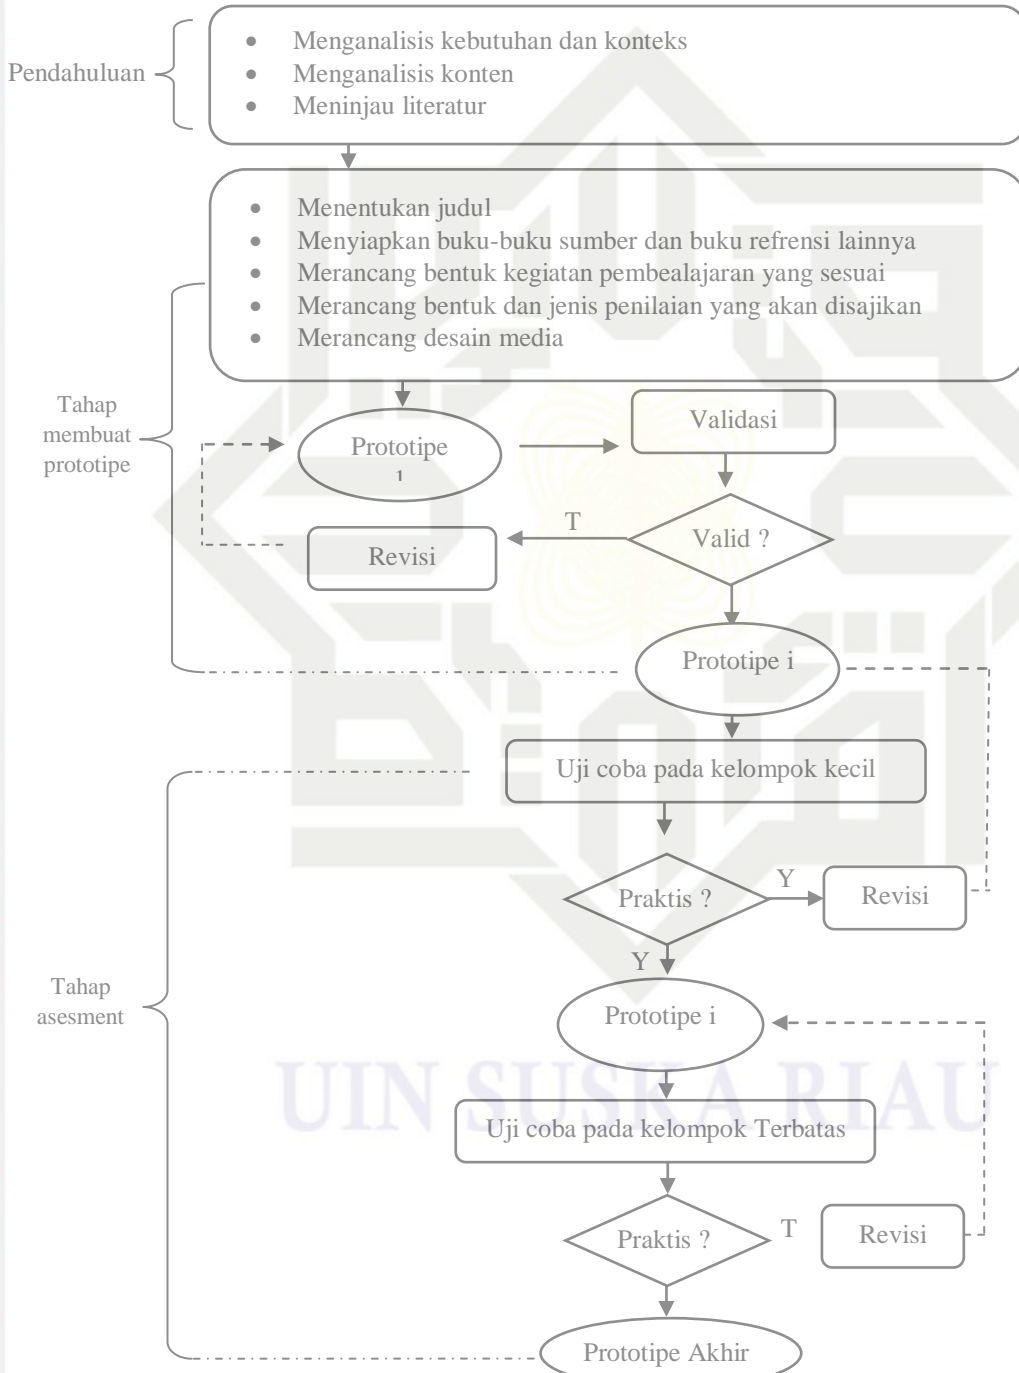 Pendahuluan
• Menganalisis kebutuhan dan konteks
• Menganalisis konten
• Meninjau literatur
• Menentukan judul
• Menyiapkan buku-buku sumber dan buku refrensi lainnya
• Merancang bentuk kegiatan pembealajaran yang sesuai
• Merancang bentuk dan jenis penilaian yang akan disajikan
• Merancang desain media
Tahap
membuat
prototipe
Prototipe
1
Validasi
T
Valid ?
Revisi
Prototipe i
Uji coba pada kelompok kecil
Praktis ?
Y
Revisi
Y
Tahap
asesment
Prototipe i
UIN SUSKA RIAU
Uji coba pada kelompok Terbatas
Praktis ?
T
Revisi
Prototipe Akhir